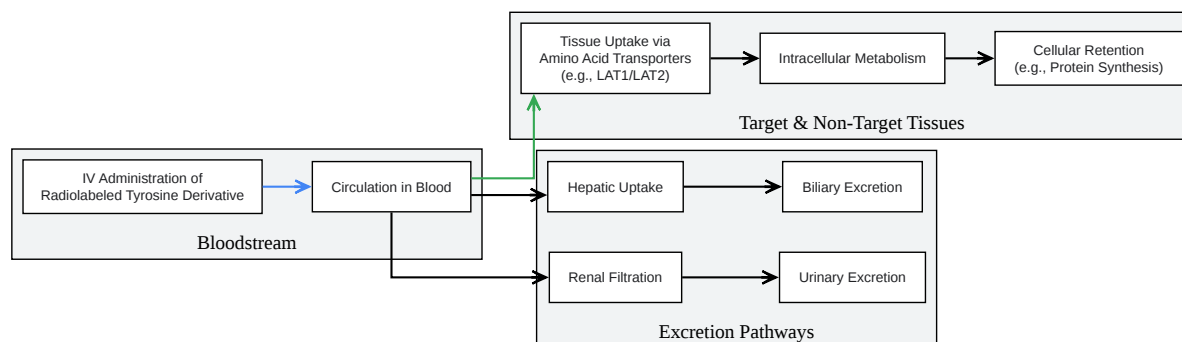 Tissue Uptake via
Amino Acid Transporters
(e.g., LAT1/LAT2)
Intracellular Metabolism
Cellular Retention
(e.g., Protein Synthesis)
Target & Non-Target Tissues
IV Administration of
Radiolabeled Tyrosine Derivative
Circulation in Blood
Bloodstream
Hepatic Uptake
Biliary Excretion
Renal Filtration
Urinary Excretion
Excretion Pathways